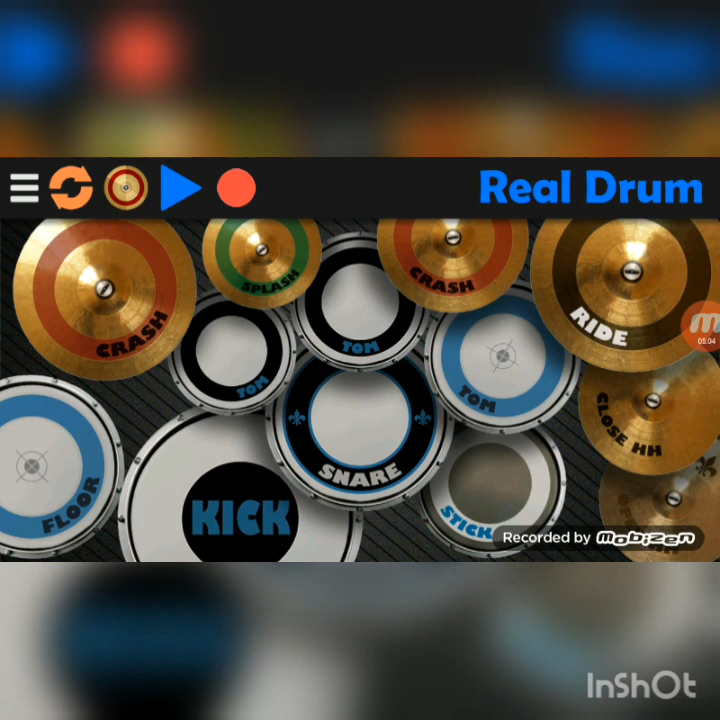 Real Drum
CRASH
SPLASH
CRASH
RIDE
TOM
TOM
TOM
CLOSE HH
FLOOR
KICK
SNARE
STICK
05:04
Recorded by Mobizen
InShOt